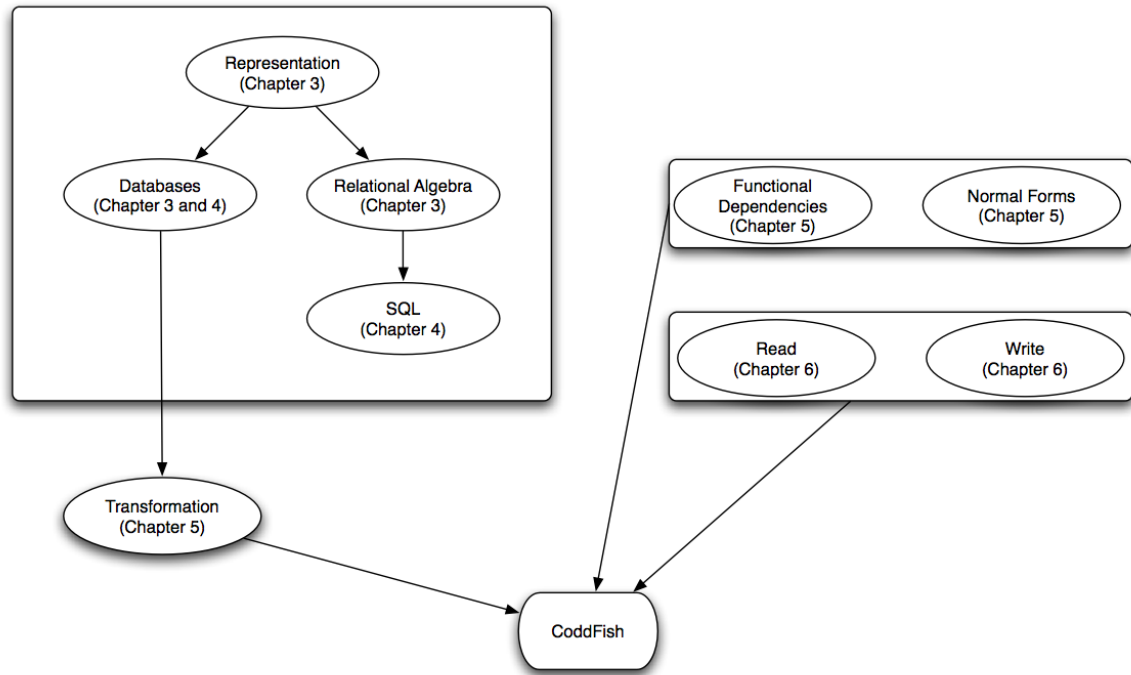 Representation
(Chapter 3)
Databases
(Chapter 3 and 4)
Relational Algebra
(Chapter 3)
SQL
(Chapter 4)
Functional
Dependencies
(Chapter 5)
Normal Forms
(Chapter 5)
Read
(Chapter 6)
Write
(Chapter 6)
Transformation
(Chapter 5)
CoddFish